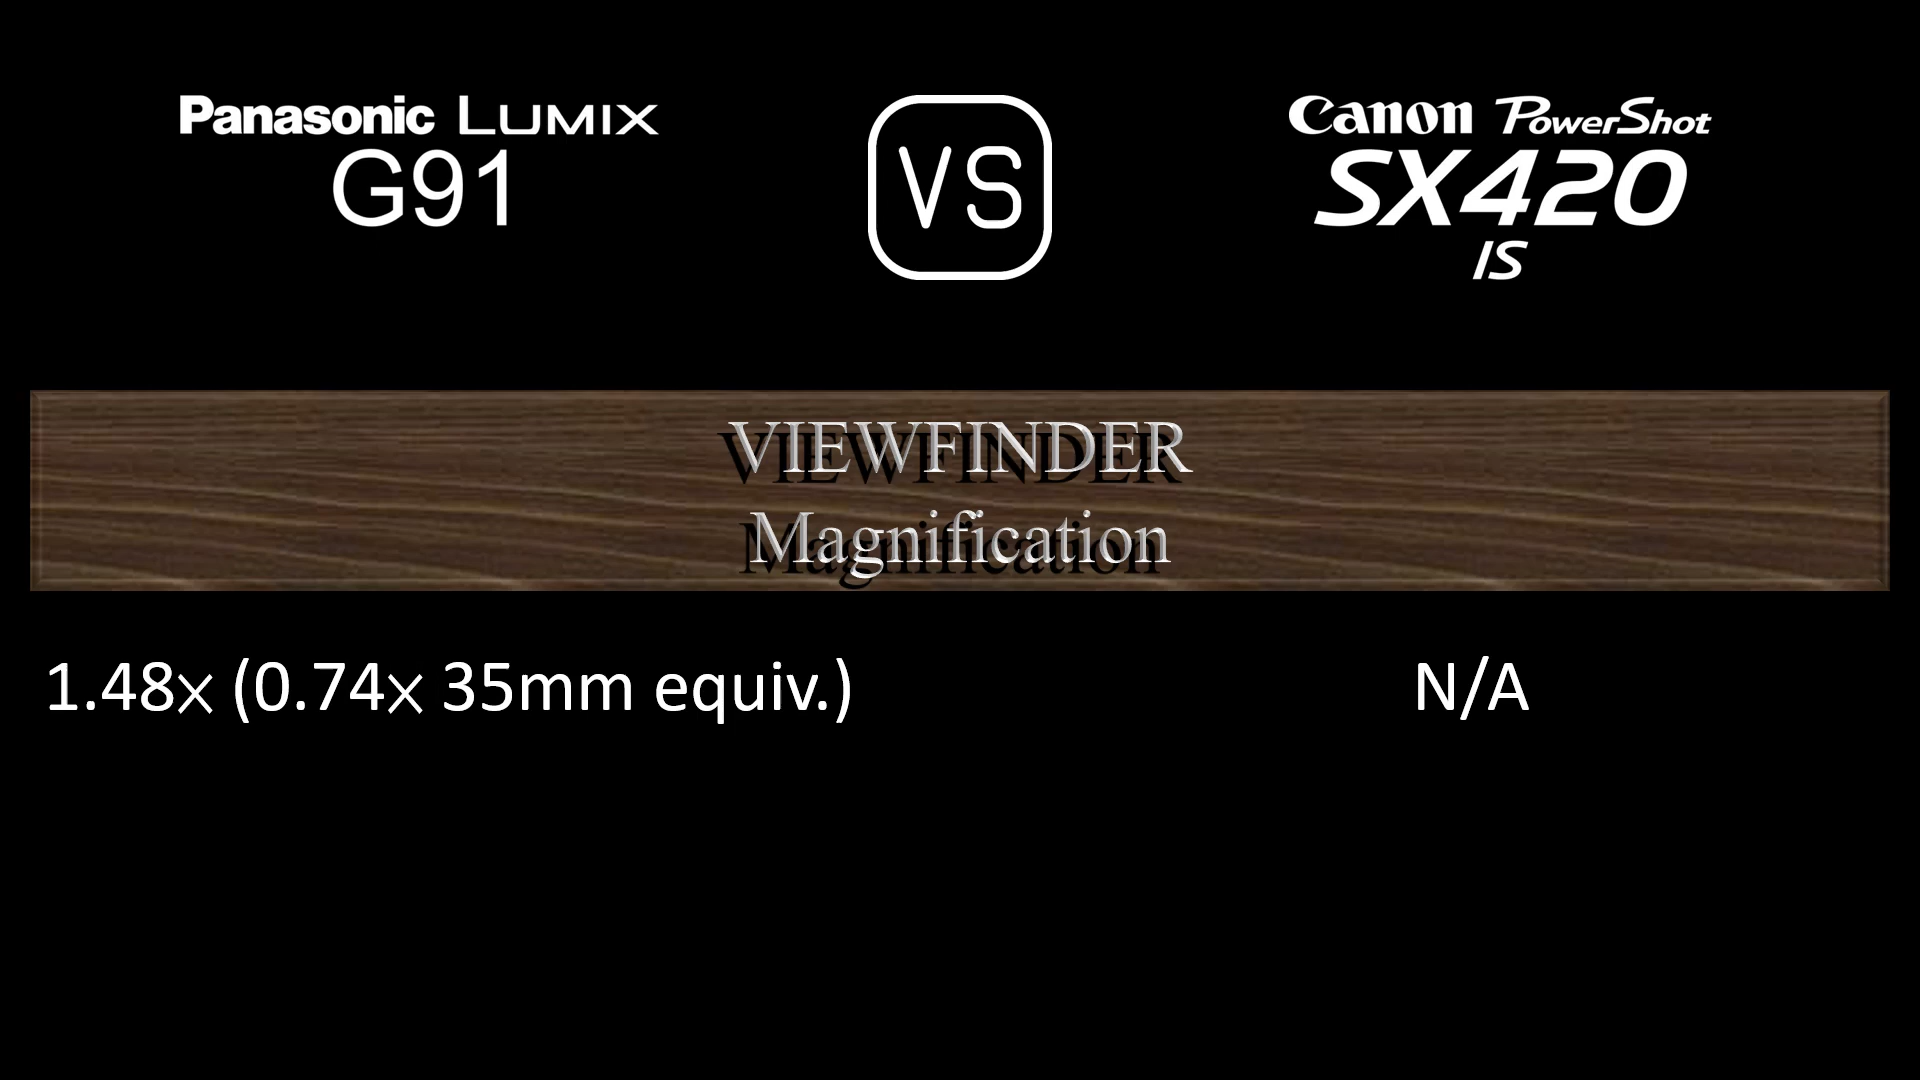 Panasonic LUMIX
G91
VS
Canon PowerShot
SX420
IS
VIEWFINDER
Magnification
1.48x (0.74x 35mm equiv.)
N/A